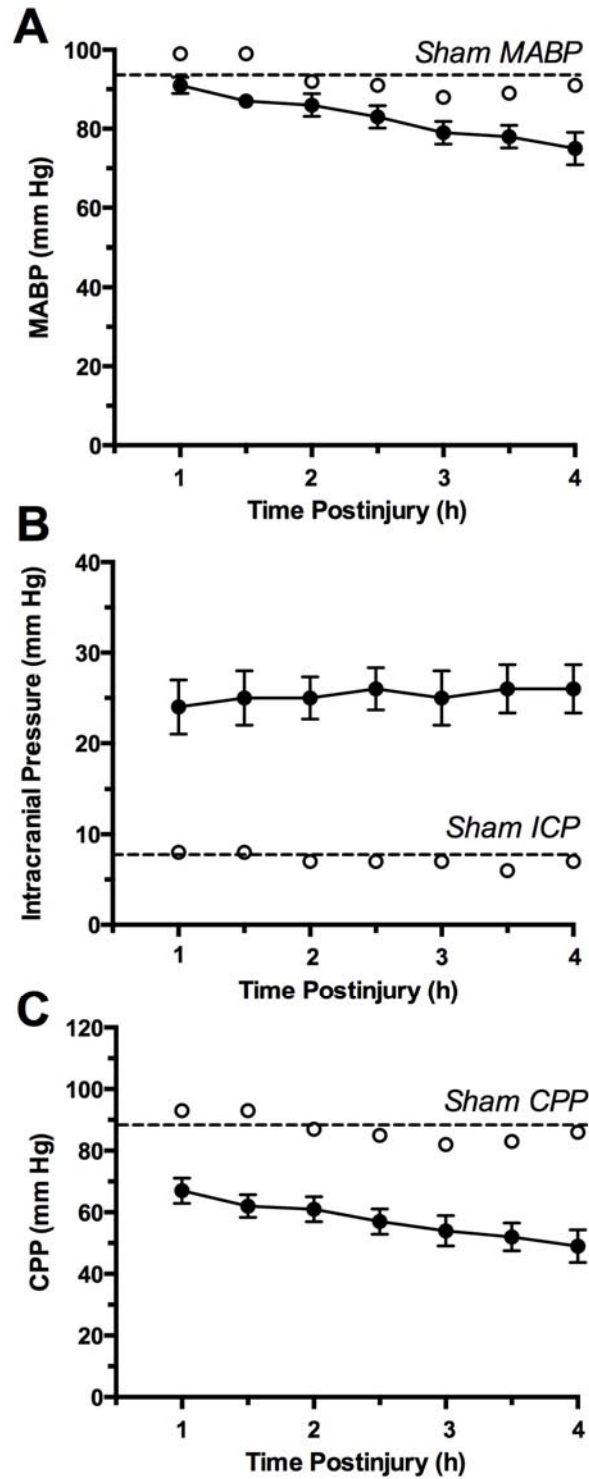 A
100
80
60
40
20
0
MABP (mm Hg)
Sham MABP
1 2 3 4
Time Postinjury (h)
B
40
30
20
10
0
Intracranial Pressure (mm Hg)
Sham ICP
1 2 3 4
Time Postinjury (h)
C
120
100
80
60
40
20
0
CPP (mm Hg)
Sham CPP
1 2 3 4
Time Postinjury (h)